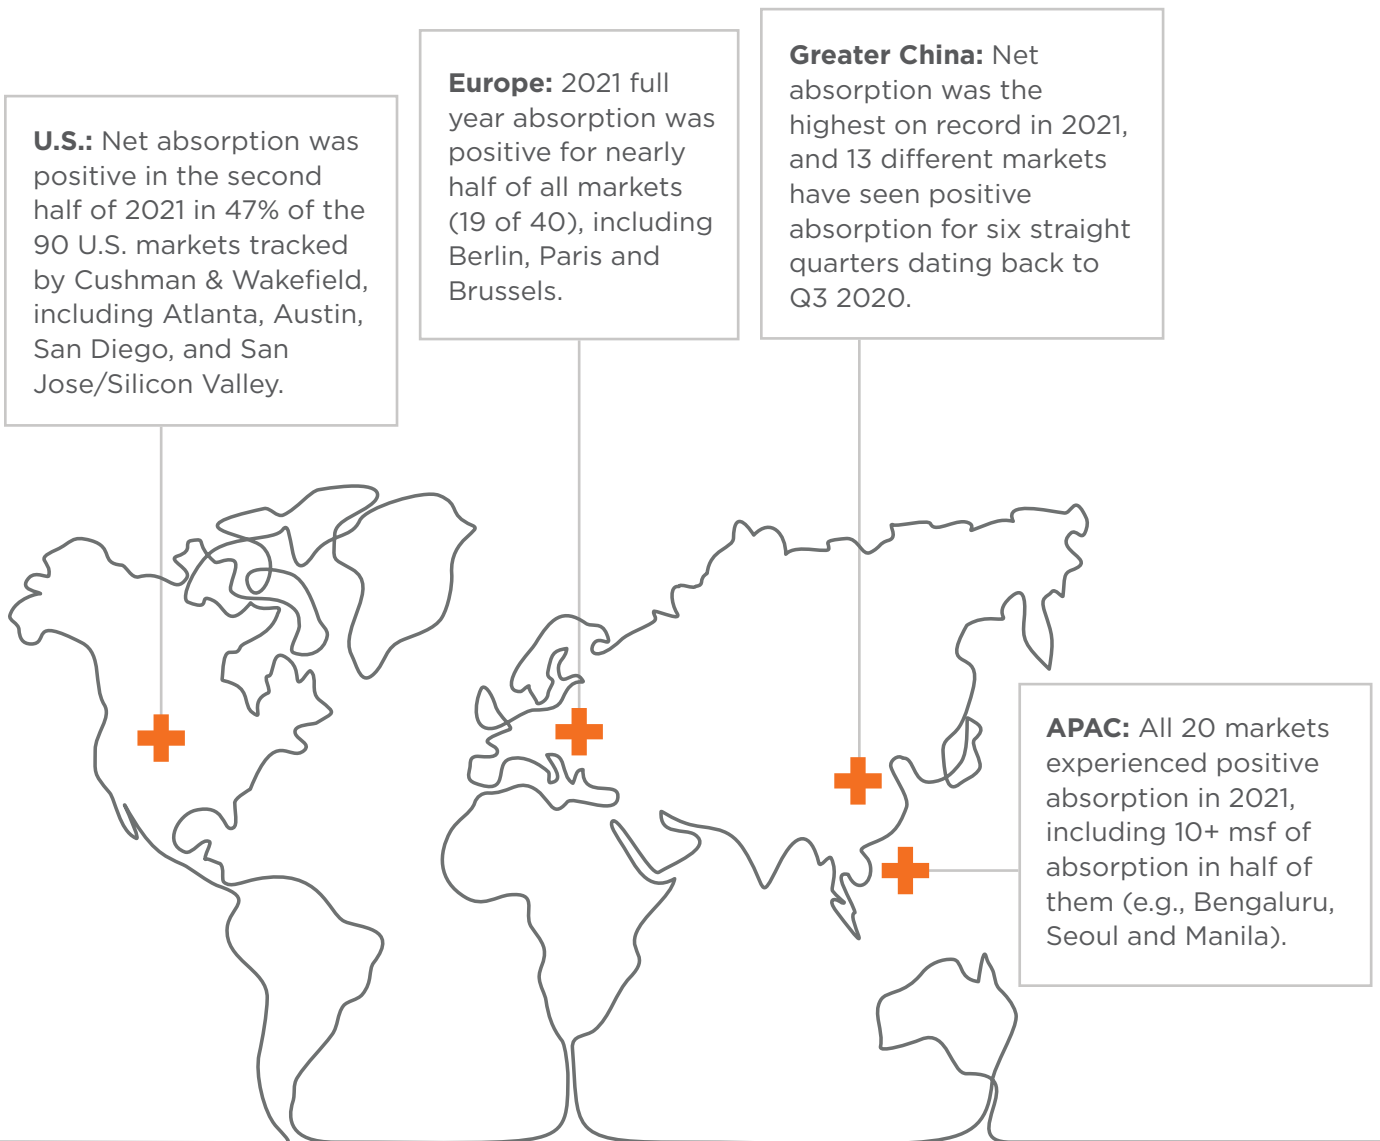 U.S.: Net absorption was
positive in the second
half of 2021 in 47% of the
90 U.S. markets tracked
by Cushman & Wakefield,
including Atlanta, Austin,
San Diego, and San
Jose/Silicon Valley.
Europe: 2021 full
year absorption was
positive for nearly
half of all markets
(19 of 40), including
Berlin, Paris and
Brussels.
Greater China: Net
absorption was the
highest on record in 2021,
and 13 different markets
have seen positive
absorption for six straight
quarters dating back to
Q3 2020.
APAC: All 20 markets
experienced positive
absorption in 2021,
including 10+ msf of
absorption in half of
them (e.g., Bengaluru,
Seoul and Manila).